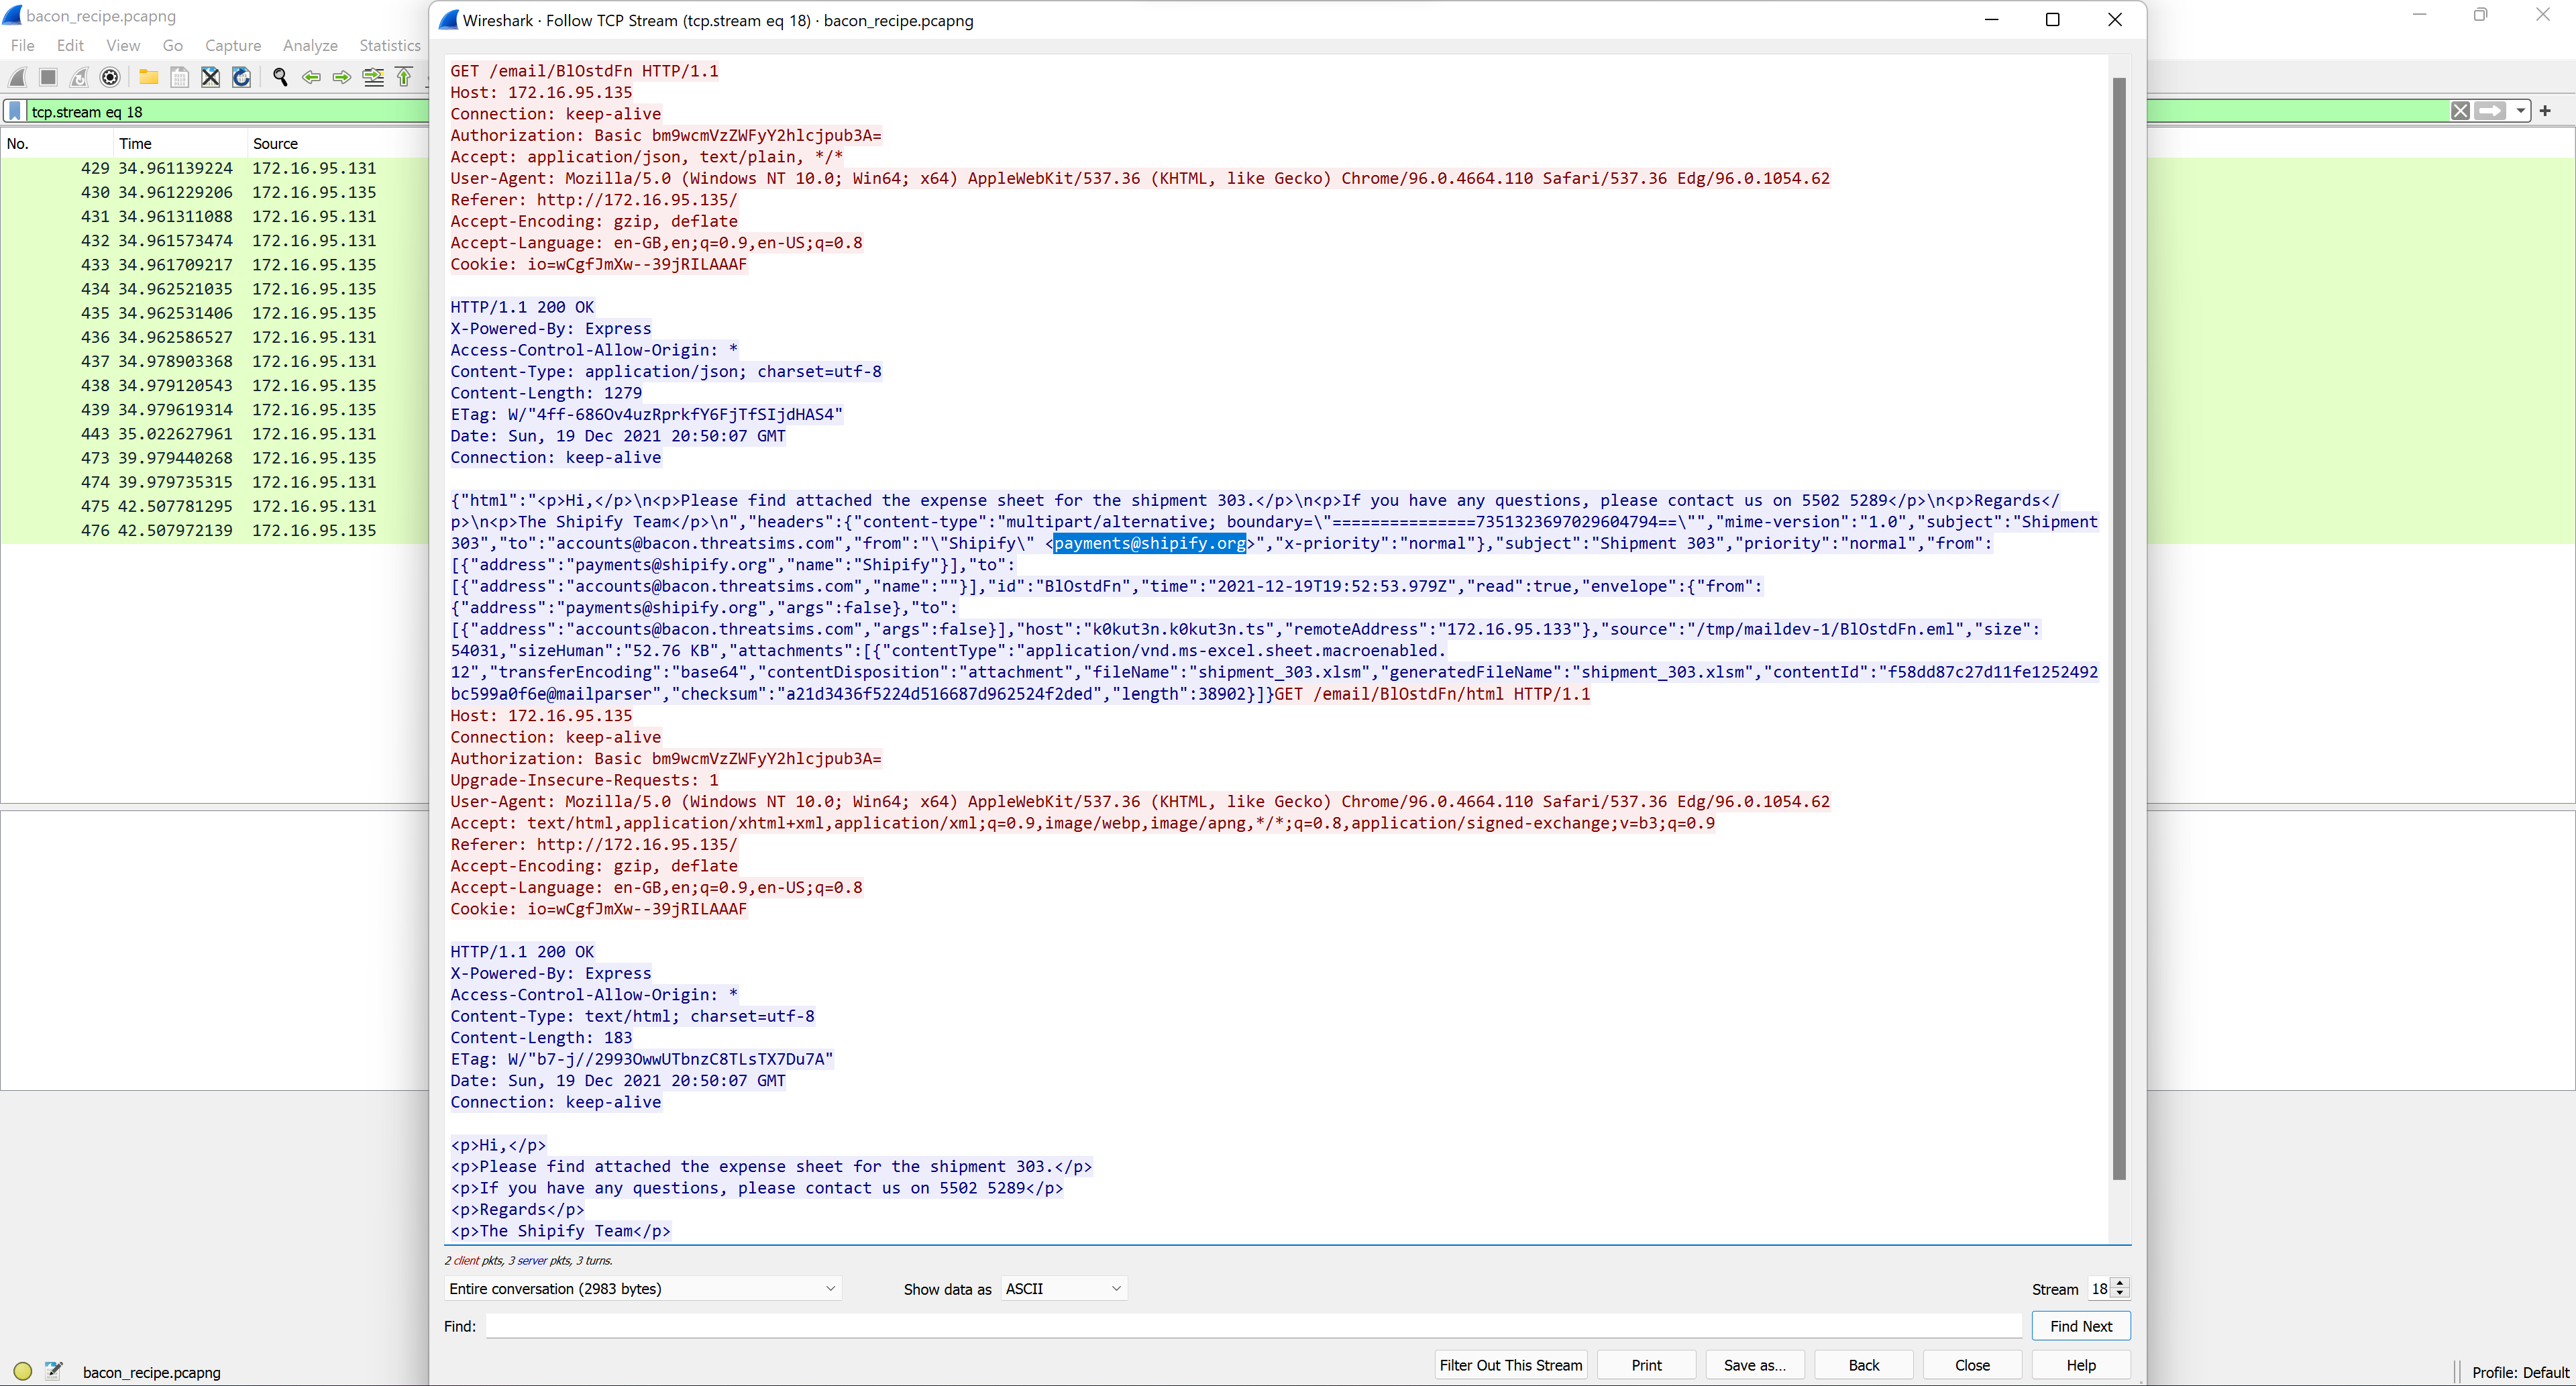 bacon_recipe.pcapng
File Edit View Go Capture Analyze Statistics
tcp.stream eq 18
No. Time Source
429 34.961139224 172.16.95.131
430 34.961229206 172.16.95.135
431 34.961311088 172.16.95.131
432 34.961573474 172.16.95.131
433 34.961709217 172.16.95.135
434 34.962521035 172.16.95.135
435 34.962531406 172.16.95.135
436 34.962586527 172.16.95.131
437 34.978903368 172.16.95.131
438 34.979120543 172.16.95.135
439 34.979619314 172.16.95.135
443 35.022627961 172.16.95.131
473 39.979440268 172.16.95.135
474 39.979735315 172.16.95.131
475 42.507781295 172.16.95.131
476 42.507972139 172.16.95.135
Wireshark · Follow TCP Stream (tcp.stream eq 18) · bacon_recipe.pcapng
GET /email/BlOstdFn HTTP/1.1
Host: 172.16.95.135
Connection: keep-alive
Authorization: Basic bm9wcmVzZWFyY2hlcjpub3A=
Accept: application/json, text/plain, */*
User-Agent: Mozilla/5.0 (Windows NT 10.0; Win64; x64) AppleWebKit/537.36 (KHTML, like Gecko) Chrome/96.0.4664.110 Safari/537.36 Edg/96.0.1054.62
Referer: http://172.16.95.135/
Accept-Encoding: gzip, deflate
Accept-Language: en-GB,en;q=0.9,en-US;q=0.8
Cookie: io=wCgfJmXw--39jRILAAAF
HTTP/1.1 200 OK
X-Powered-By: Express
Access-Control-Allow-Origin: *
Content-Type: application/json; charset=utf-8
Content-Length: 1279
ETag: W/"4ff-686Ov4uzRprkfY6FjTfSIjdHAS4"
Date: Sun, 19 Dec 2021 20:50:07 GMT
Connection: keep-alive
{"html":"<p>Hi,</p>\n<p>Please find attached the expense sheet for the shipment 303.</p>\n<p>If you have any questions, please contact us on 5502 5289</p>\n<p>Regards</
p>\n<p>The Shipify Team</p>\n","headers":{"content-type":"multipart/alternative; boundary=\"===============7351323697029604794==\"","mime-version":"1.0","subject":"Shipment
303","to":"accounts@bacon.threatsims.com","from":"\"Shipify\" <payments@shipify.org>","x-priority":"normal"},"subject":"Shipment 303","priority":"normal","from":
[{"address":"payments@shipify.org","name":"Shipify"}],"to":
[{"address":"accounts@bacon.threatsims.com","name":""}],"id":"BlOstdFn","time":"2021-12-19T19:52:53.979Z","read":true,"envelope":{"from":
{"address":"payments@shipify.org","args":false},"to":
[{"address":"accounts@bacon.threatsims.com","args":false}],"host":"k0kut3n.k0kut3n.ts","remoteAddress":"172.16.95.133"},"source":"/tmp/maildev-1/BlOstdFn.eml","size":
54031,"sizeHuman":"52.76 KB","attachments":[{"contentType":"application/vnd.ms-excel.sheet.macroenabled.
12","transferEncoding":"base64","contentDisposition":"attachment","fileName":"shipment_303.xlsm","generatedFileName":"shipment_303.xlsm","contentId":"f58dd87c27d11fe1252492
bc599a0f6e@mailparser","checksum":"a21d3436f5224d516687d962524f2ded","length":38902}]}GET /email/BlOstdFn/html HTTP/1.1
Host: 172.16.95.135
Connection: keep-alive
Authorization: Basic bm9wcmVzZWFyY2hlcjpub3A=
Upgrade-Insecure-Requests: 1
User-Agent: Mozilla/5.0 (Windows NT 10.0; Win64; x64) AppleWebKit/537.36 (KHTML, like Gecko) Chrome/96.0.4664.110 Safari/537.36 Edg/96.0.1054.62
Accept: text/html,application/xhtml+xml,application/xml;q=0.9,image/webp,image/apng,*/*;q=0.8,application/signed-exchange;v=b3;q=0.9
Referer: http://172.16.95.135/
Accept-Encoding: gzip, deflate
Accept-Language: en-GB,en;q=0.9,en-US;q=0.8
Cookie: io=wCgfJmXw--39jRILAAAF
HTTP/1.1 200 OK
X-Powered-By: Express
Access-Control-Allow-Origin: *
Content-Type: text/html; charset=utf-8
Content-Length: 183
ETag: W/"b7-j//2993OwwUTbnzC8TLsTX7Du7A"
Date: Sun, 19 Dec 2021 20:50:07 GMT
Connection: keep-alive
<p>Hi,</p>
<p>Please find attached the expense sheet for the shipment 303.</p>
<p>If you have any questions, please contact us on 5502 5289</p>
<p>Regards</p>
<p>The Shipify Team</p>
2 client pkts, 3 server pkts, 3 turns.
Entire conversation (2983 bytes) Show data as ASCII Stream 18
Find: Find Next
Filter Out This Stream Print Save as... Back Close Help
bacon_recipe.pcapng Profile: Default